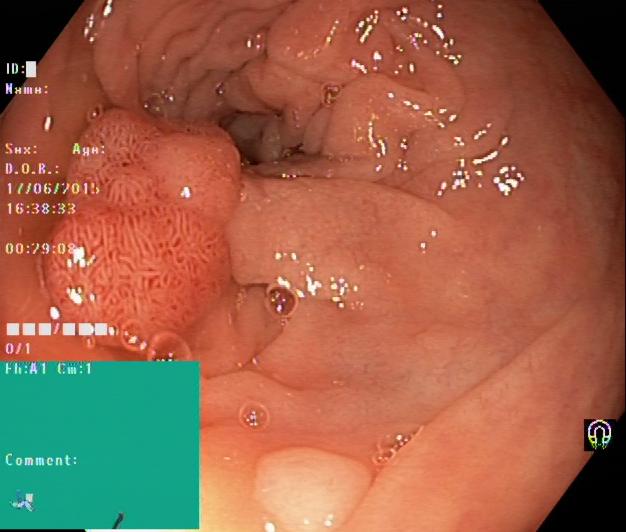 ID:
Name:
Sex: Age:
D.O.B.:
17/06/2015
16:38:33
00:29:08
0/1
Eh:A1 Cm:1
Comment: